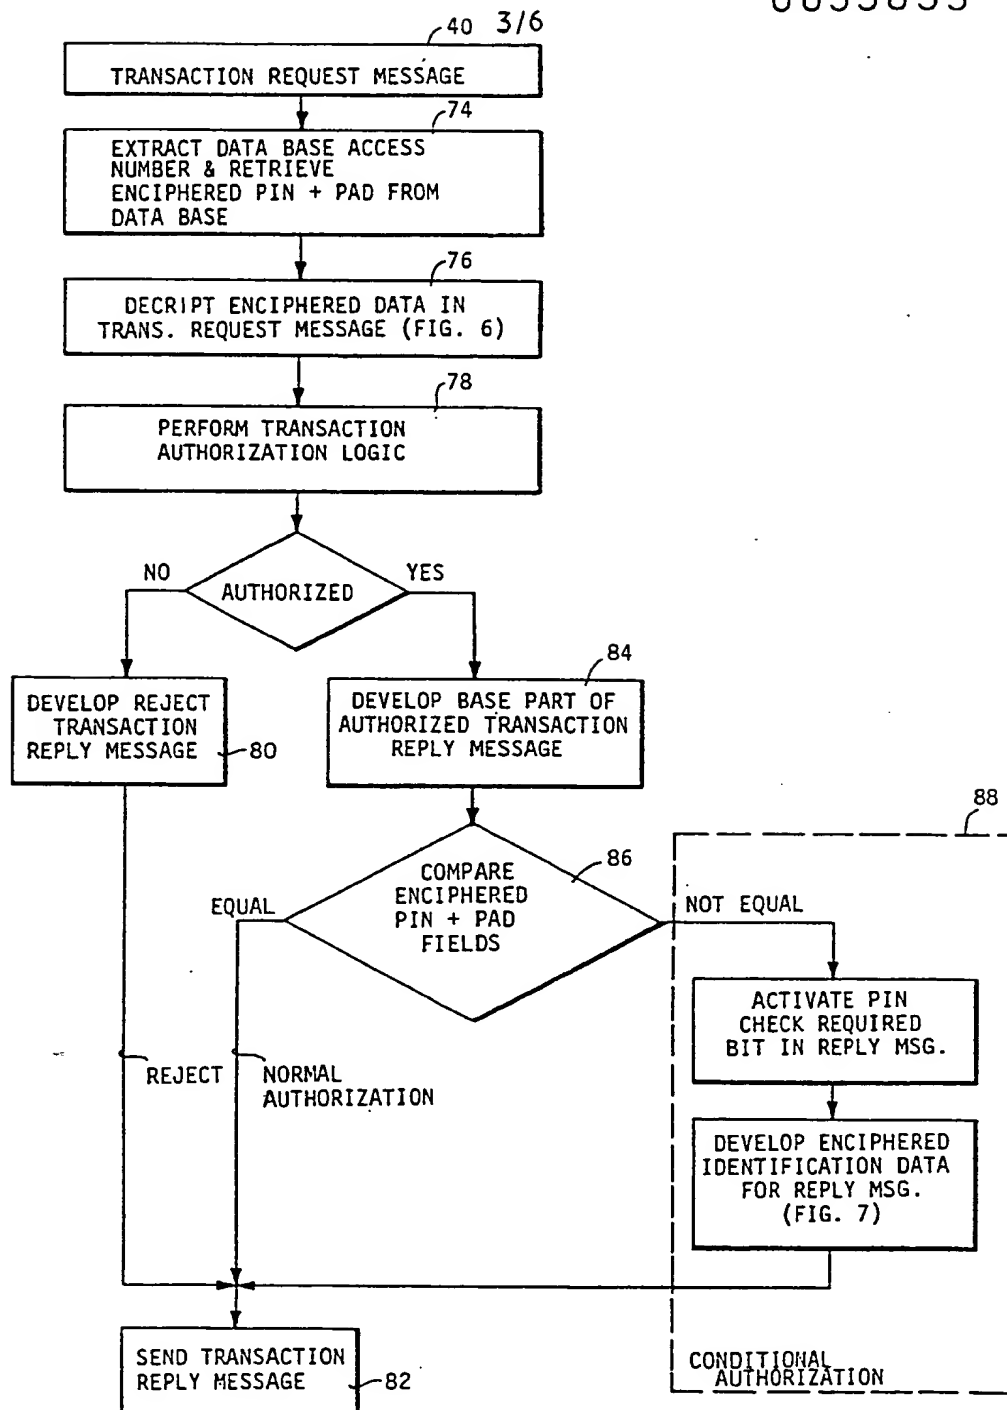 40 3/6
TRANSACTION REQUEST MESSAGE
74
EXTRACT DATA BASE ACCESS
NUMBER & RETRIEVE
ENCIPHERED PIN + PAD FROM
DATA BASE
76
DECRIPT ENCIPHERED DATA IN
TRANS. REQUEST MESSAGE (FIG. 6)
78
PERFORM TRANSACTION
AUTHORIZATION LOGIC
NO
AUTHORIZED
YES
DEVELOP REJECT
TRANSACTION
REPLY MESSAGE
80
84
DEVELOP BASE PART OF
AUTHORIZED TRANSACTION
REPLY MESSAGE
88
86
COMPARE
ENCIPHERED
PIN + PAD
FIELDS
EQUAL
NOT EQUAL
ACTIVATE PIN
CHECK REQUIRED
BIT IN REPLY MSG.
REJECT
NORMAL
AUTHORIZATION
DEVELOP ENCIPHERED
IDENTIFICATION DATA
FOR REPLY MSG.
(FIG. 7)
SEND TRANSACTION
REPLY MESSAGE
82
CONDITIONAL
AUTHORIZATION